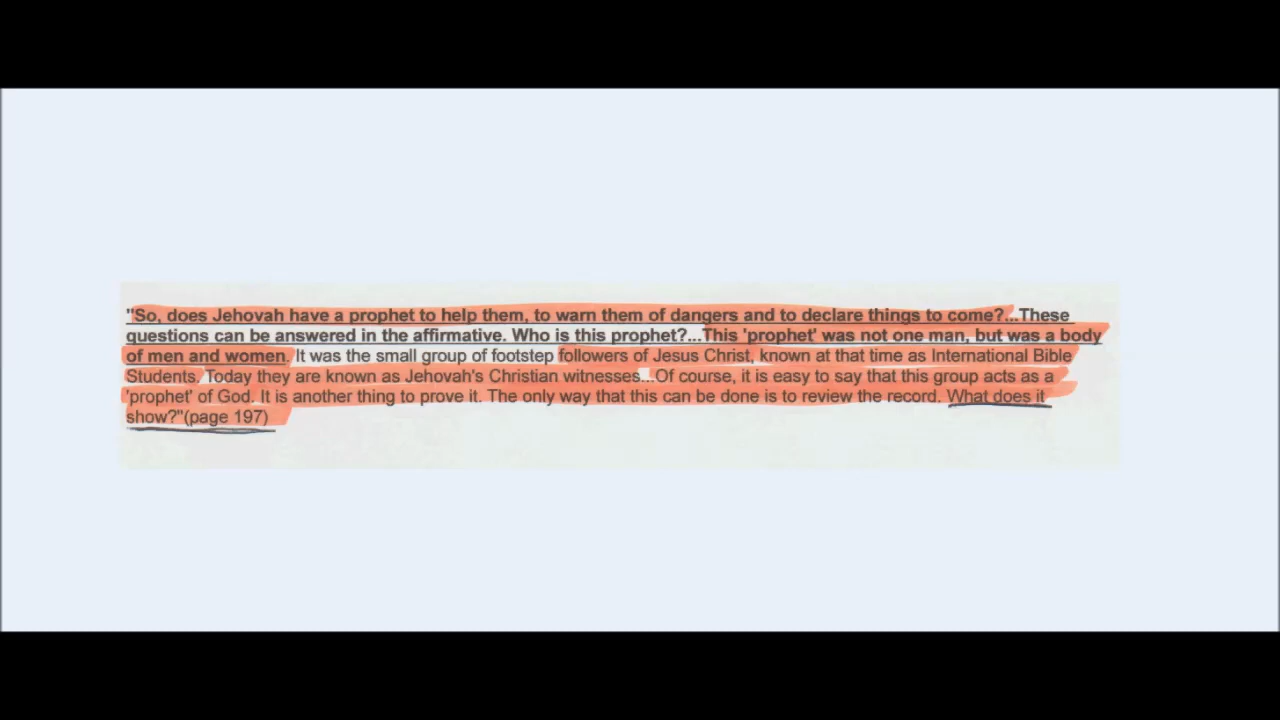 "So, does Jehovah have a prophet to help them, to warn them of dangers and to declare things to come?...These
questions can be answered in the affirmative. Who is this prophet?...This 'prophet' was not one man, but was a body
of men and women. It was the small group of footstep followers of Jesus Christ, known at that time as International Bible
Students. Today they are known as Jehovah's Christian witnesses...Of course, it is easy to say that this group acts as a
'prophet' of God. It is another thing to prove it. The only way that this can be done is to review the record. What does it
show?"(page 197)